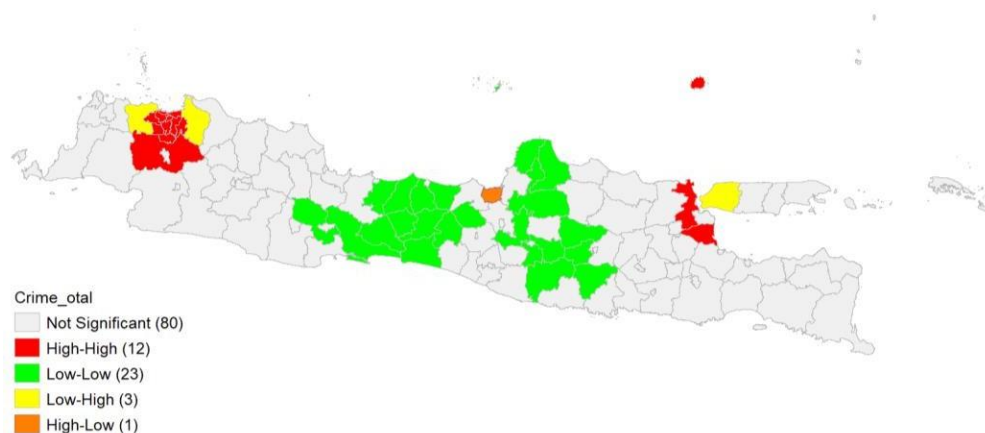 Crime_otal
Not Significant (80)
High-High (12)
Low-Low (23)
Low-High (3)
High-Low (1)